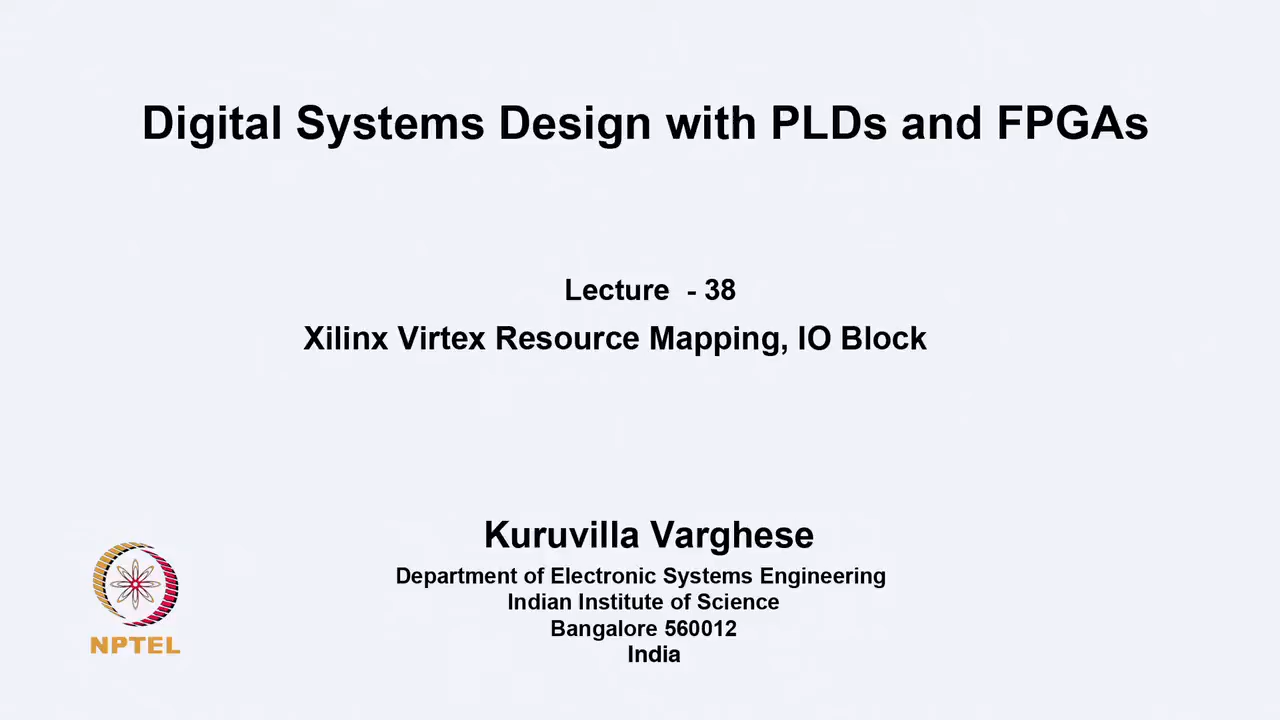 Digital Systems Design with PLDs and FPGAs
Lecture - 38
Xilinx Virtex Resource Mapping, IO Block
Kuruvilla Varghese
Department of Electronic Systems Engineering
Indian Institute of Science
Bangalore 560012
India
NPTEL